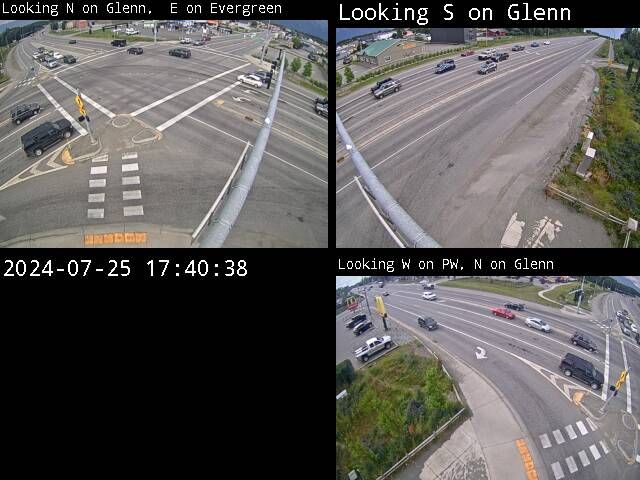 Looking N on Glenn,  E on Evergreen
Looking S on Glenn
2024-07-25 17:40:38
Looking W on PW, N on Glenn